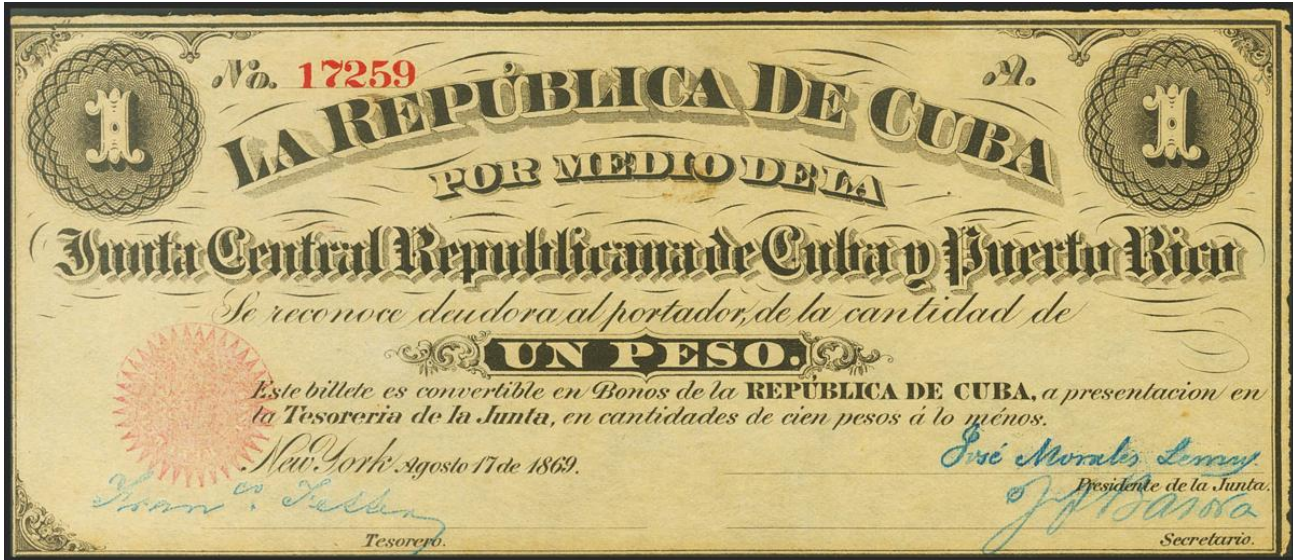 No. 17259 A.
1 1
LA REPÚBLICA DE CUBA
POR MEDIO DE LA
Junta Central Republicana de Cuba y Puerto Rico
Se reconoce deudora al portador, de la cantidad de
UN PESO.
Este billete es convertible en Bonos de la REPÚBLICA DE CUBA, a presentacion en
la Tesoreria de la Junta, en cantidades de cien pesos á lo ménos.
New York Agosto 17 de 1869.
José Morales Lemus
Presidente de la Junta.
Fran.co
Tesorero.
Secretario.